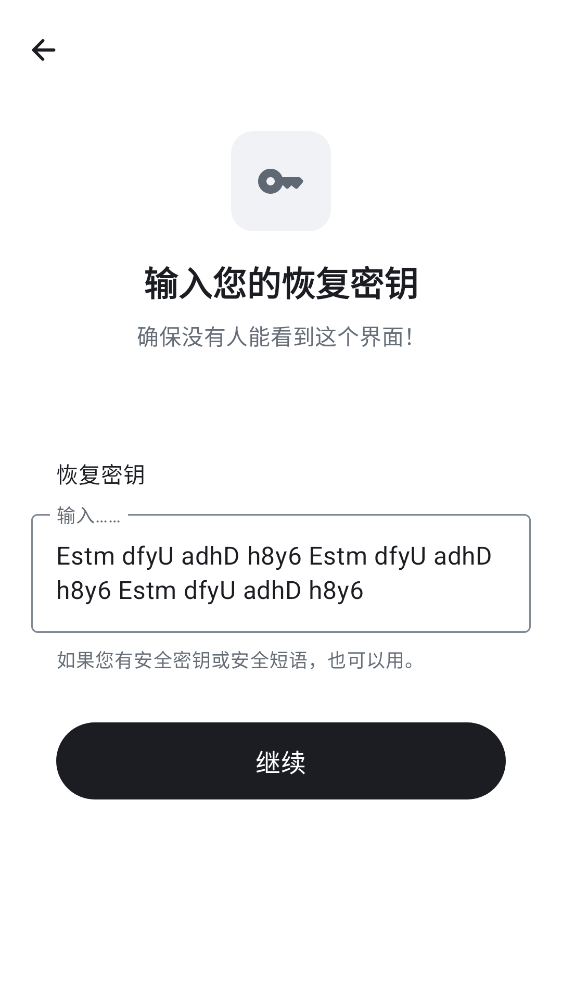 输入您的恢复密钥
确保没有人能看到这个界面！
恢复密钥
输入……
Estm dfyU adhD h8y6 Estm dfyU adhD
h8y6 Estm dfyU adhD h8y6
如果您有安全密钥或安全短语，也可以用。
继续